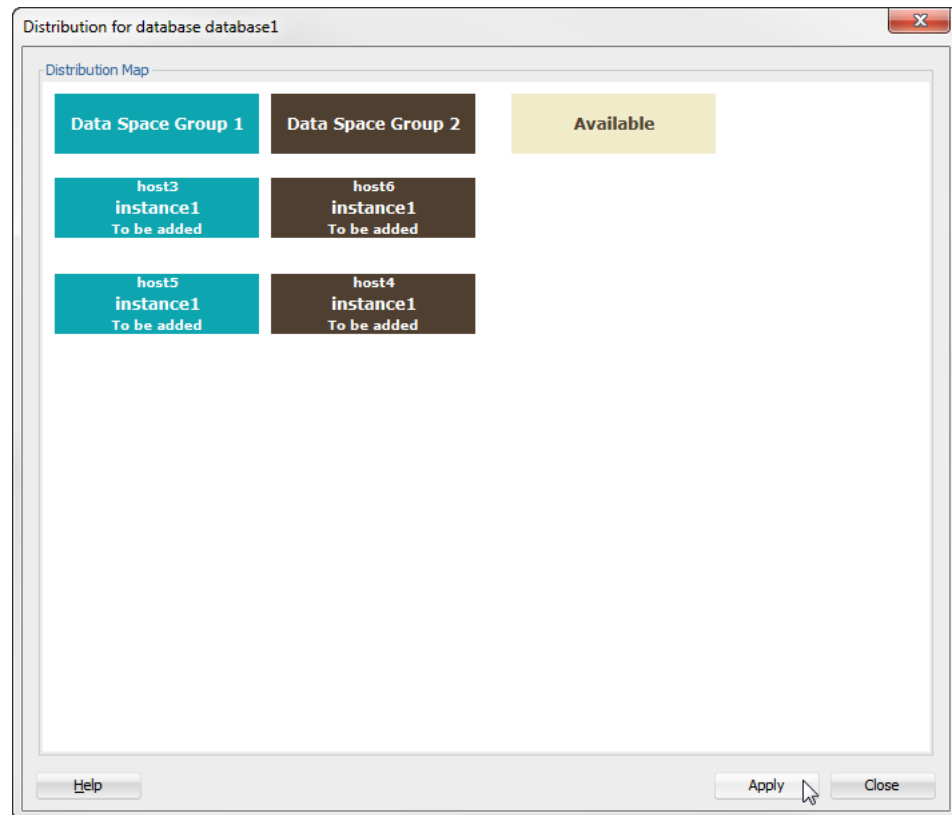 Distribution for database database1
Distribution Map
Data Space Group 1
Data Space Group 2
Available
host3
instance1
To be added
host6
instance1
To be added
host5
instance1
To be added
host4
instance1
To be added
Help
Apply
Close